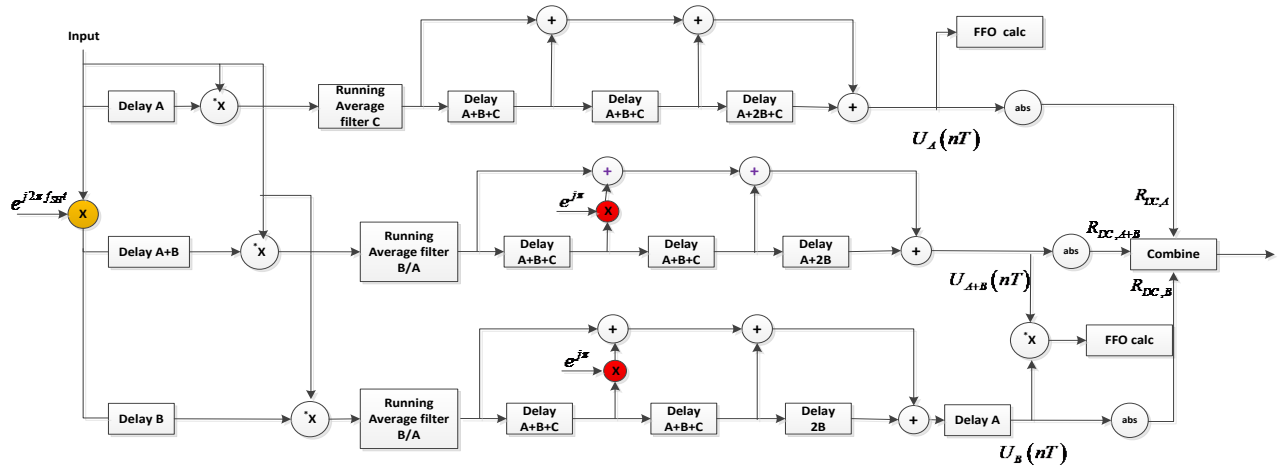 Input
Delay A
*X
Running
Average
filter C
+
+
Delay
A+B+C
Delay
A+B+C
Delay
A+2B+C
+
FFO calc
U_A(nT)
abs
R_{DC,A}
e^{j2πf_{SH}t}
X
Delay A+B
*X
Running
Average filter
B/A
+
e^{jπ}
X
+
Delay
A+B+C
Delay
A+B+C
Delay
A+2B
+
U_{A+B}(nT)
abs
R_{DC,A+B}
Combine
R_{DC,B}
*X
FFO calc
Delay B
*X
Running
Average filter
B/A
+
e^{jπ}
X
+
Delay
A+B+C
Delay
A+B+C
Delay
2B
+
Delay A
U_B(nT)
abs